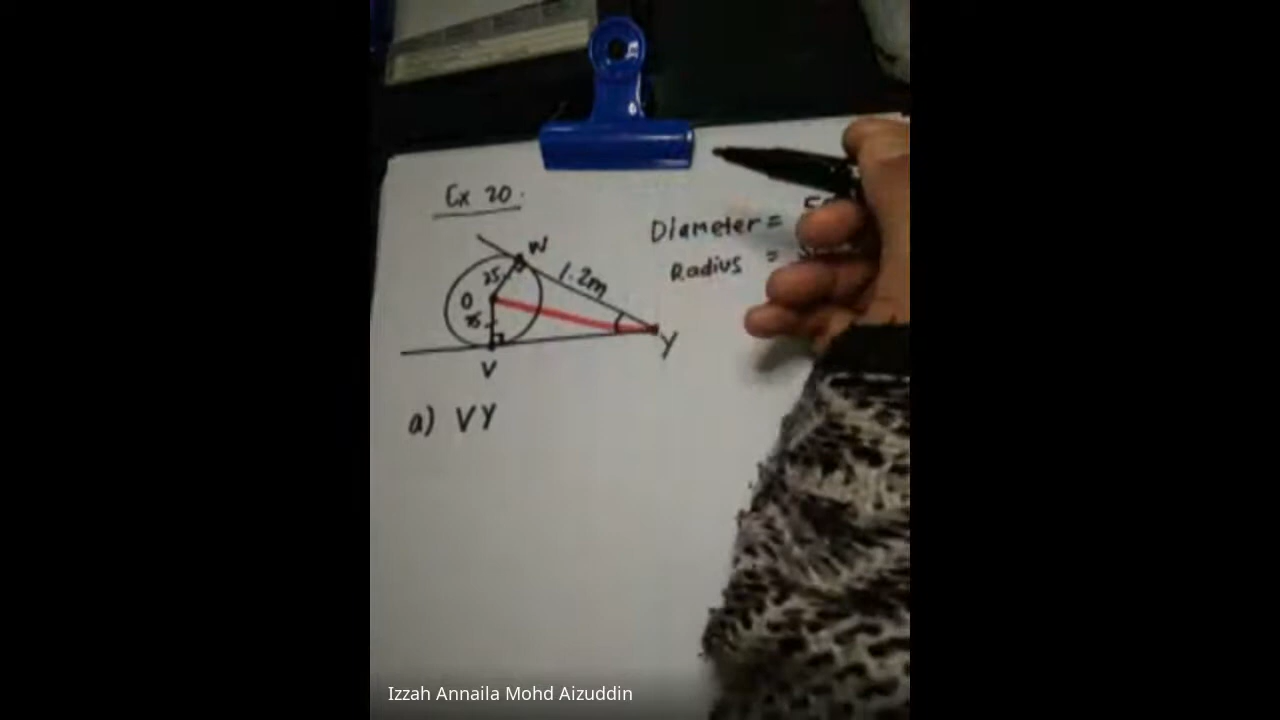 Ex 20.
W
Diameter =
Radius =
25
1.2m
O
Y
V
a) VY
Izzah Annaila Mohd Aizuddin